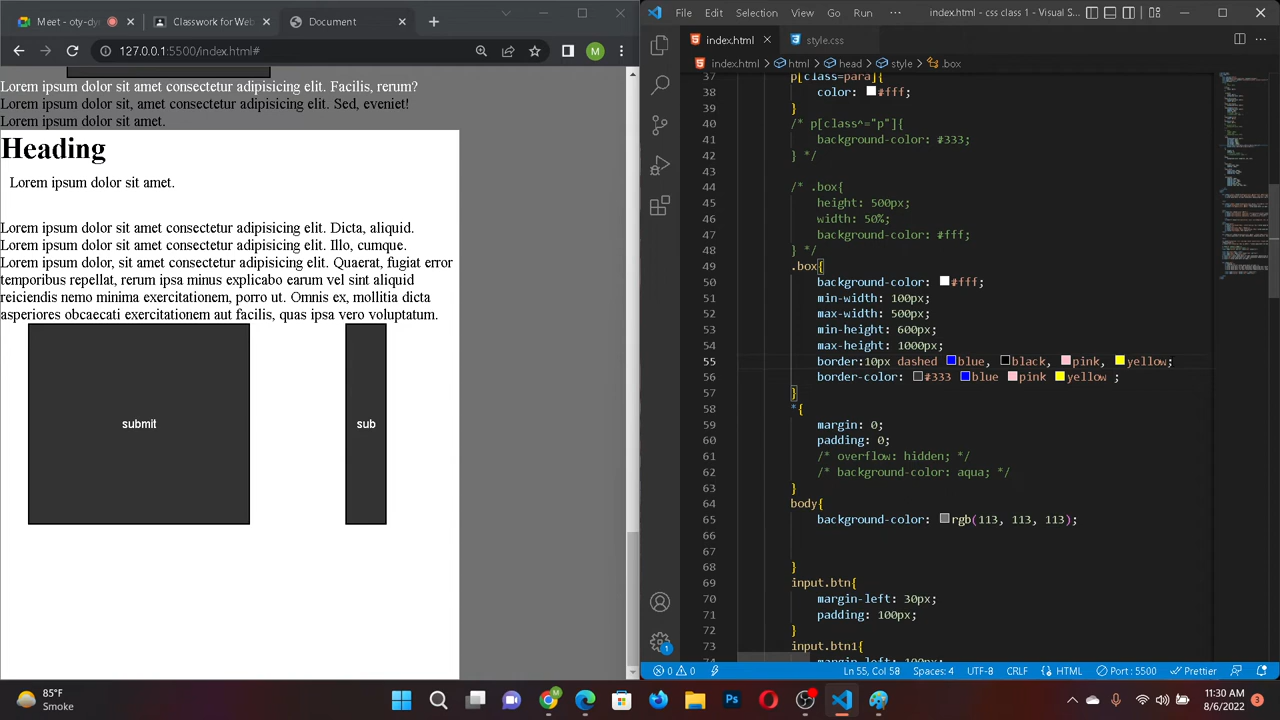 Meet - oty-dy
Classwork for Web
Document
127.0.0.1:5500/index.html#
M
Lorem ipsum dolor sit amet consectetur adipisicing elit. Facilis, rerum?
Lorem ipsum dolor sit, amet consectetur adipisicing elit. Sed, eveniet!
Lorem ipsum dolor sit amet.
Heading
Lorem ipsum dolor sit amet.
Lorem ipsum dolor sit amet consectetur adipisicing elit. Dicta, aliquid.
Lorem ipsum dolor sit amet consectetur adipisicing elit. Illo, cumque.
Lorem ipsum dolor, sit amet consectetur adipisicing elit. Quaerat, fugiat error
temporibus repellat, rerum ipsa minus explicabo earum vel sint aliquid
reiciendis nemo minima exercitationem, porro ut. Omnis ex, mollitia dicta
asperiores obcaecati exercitationem aut facilis, quas ipsa vero voluptatum.
submit
sub
File Edit Selection View Go Run ··· index.html - css class 1 - Visual S...
index.html style.css
index.html > html > head > style > .box
37 p[class=para]{
38 color: #fff;
39 }
40 /* p[class^="p"]{
41 background-color: #333;
42 } */
43
44 /* .box{
45 height: 500px;
46 width: 50%;
47 background-color: #fff;
48 } */
49 .box{
50 background-color: #fff;
51 min-width: 100px;
52 max-width: 500px;
53 min-height: 600px;
54 max-height: 1000px;
55 border:10px dashed blue, black, pink, yellow;
56 border-color: #333 blue pink yellow ;
57 }
58 *{
59 margin: 0;
60 padding: 0;
61 /* overflow: hidden; */
62 /* background-color: aqua; */
63 }
64 body{
65 background-color: rgb(113, 113, 113);
66
67
68 }
69 input.btn{
70 margin-left: 30px;
71 padding: 100px;
72 }
73 input.btn1{
74 margin-left: 100px;
1
0 0 Ln 55, Col 58 Spaces: 4 UTF-8 CRLF HTML Port : 5500 Prettier
85°F
Smoke
Ps
11:30 AM
8/6/2022
3